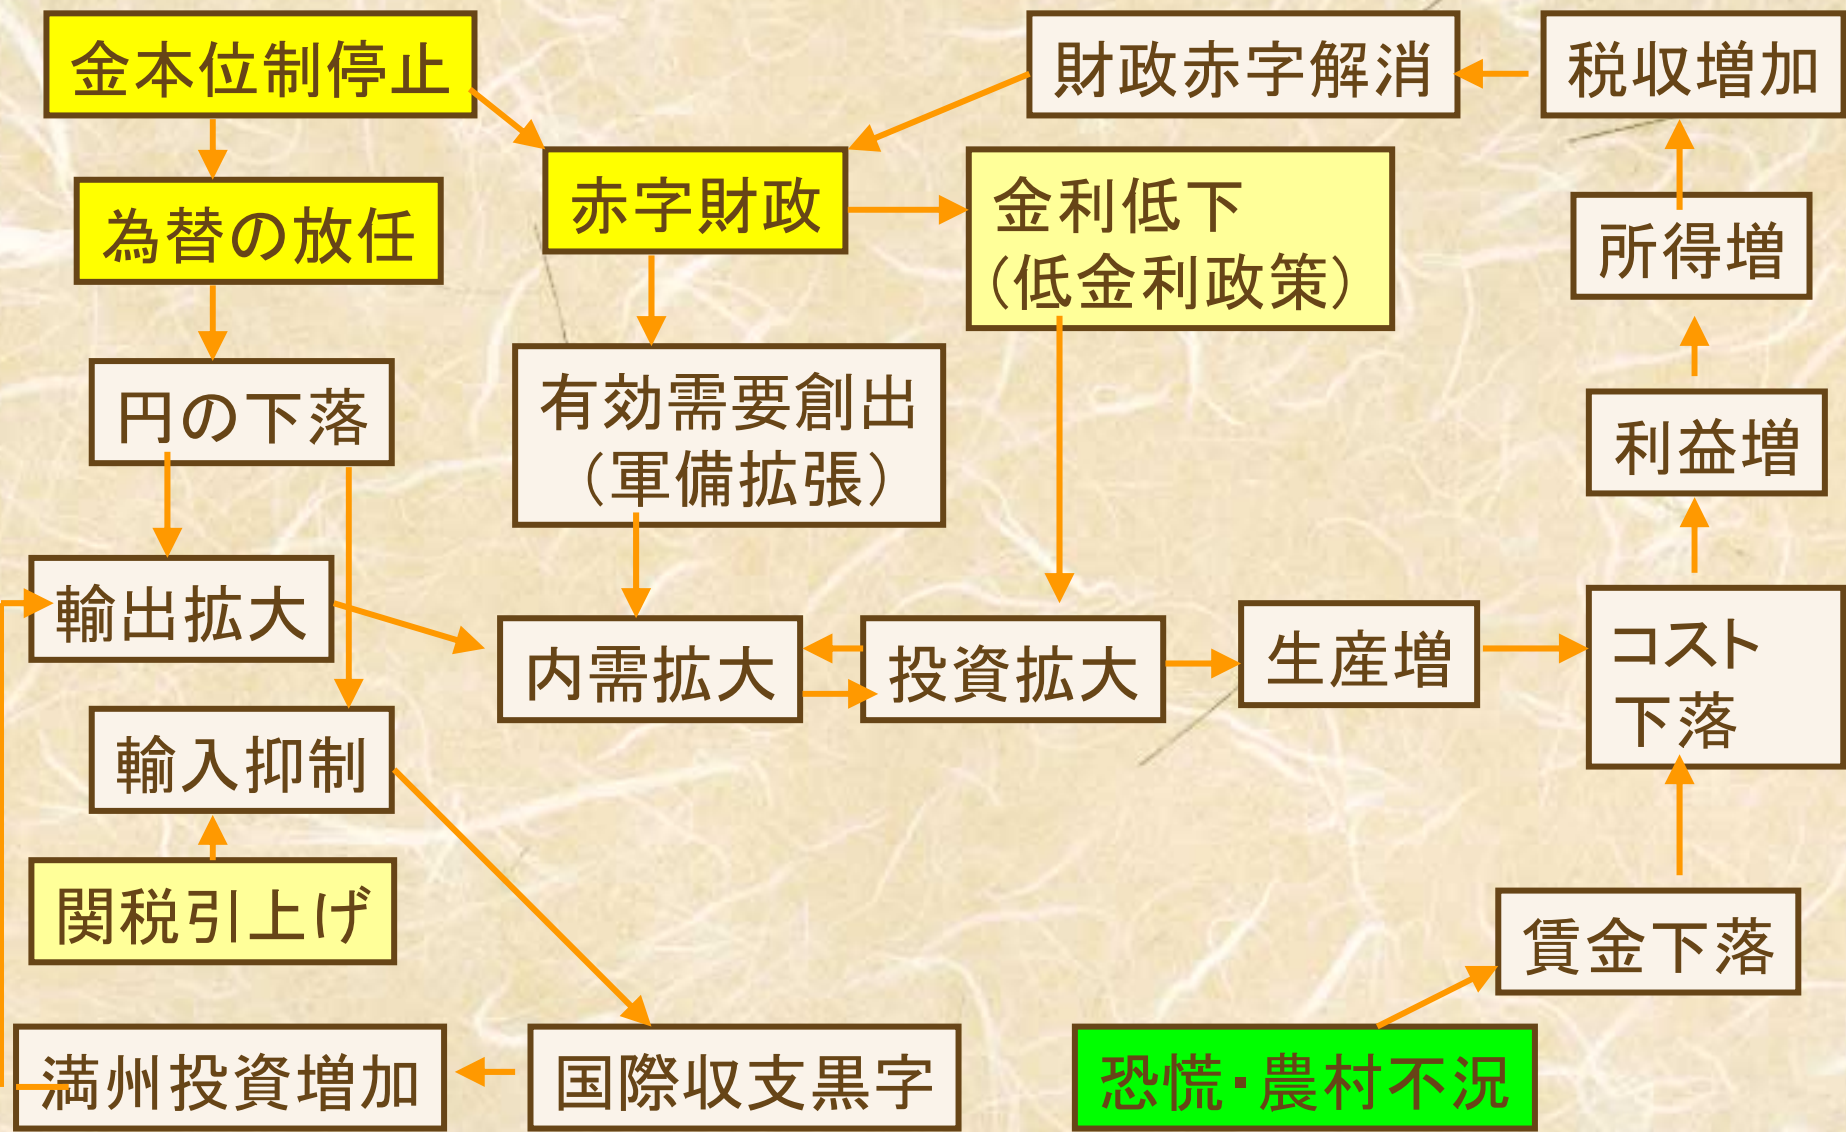 金本位制停止
財政赤字解消
税収増加
為替の放任
赤字財政
金利低下
（低金利政策）
所得増
円の下落
有効需要創出
（軍備拡張）
利益増
輸出拡大
内需拡大
投資拡大
生産増
コスト
下落
輸入抑制
関税引上げ
賃金下落
満州投資増加
国際収支黒字
恐慌・農村不況